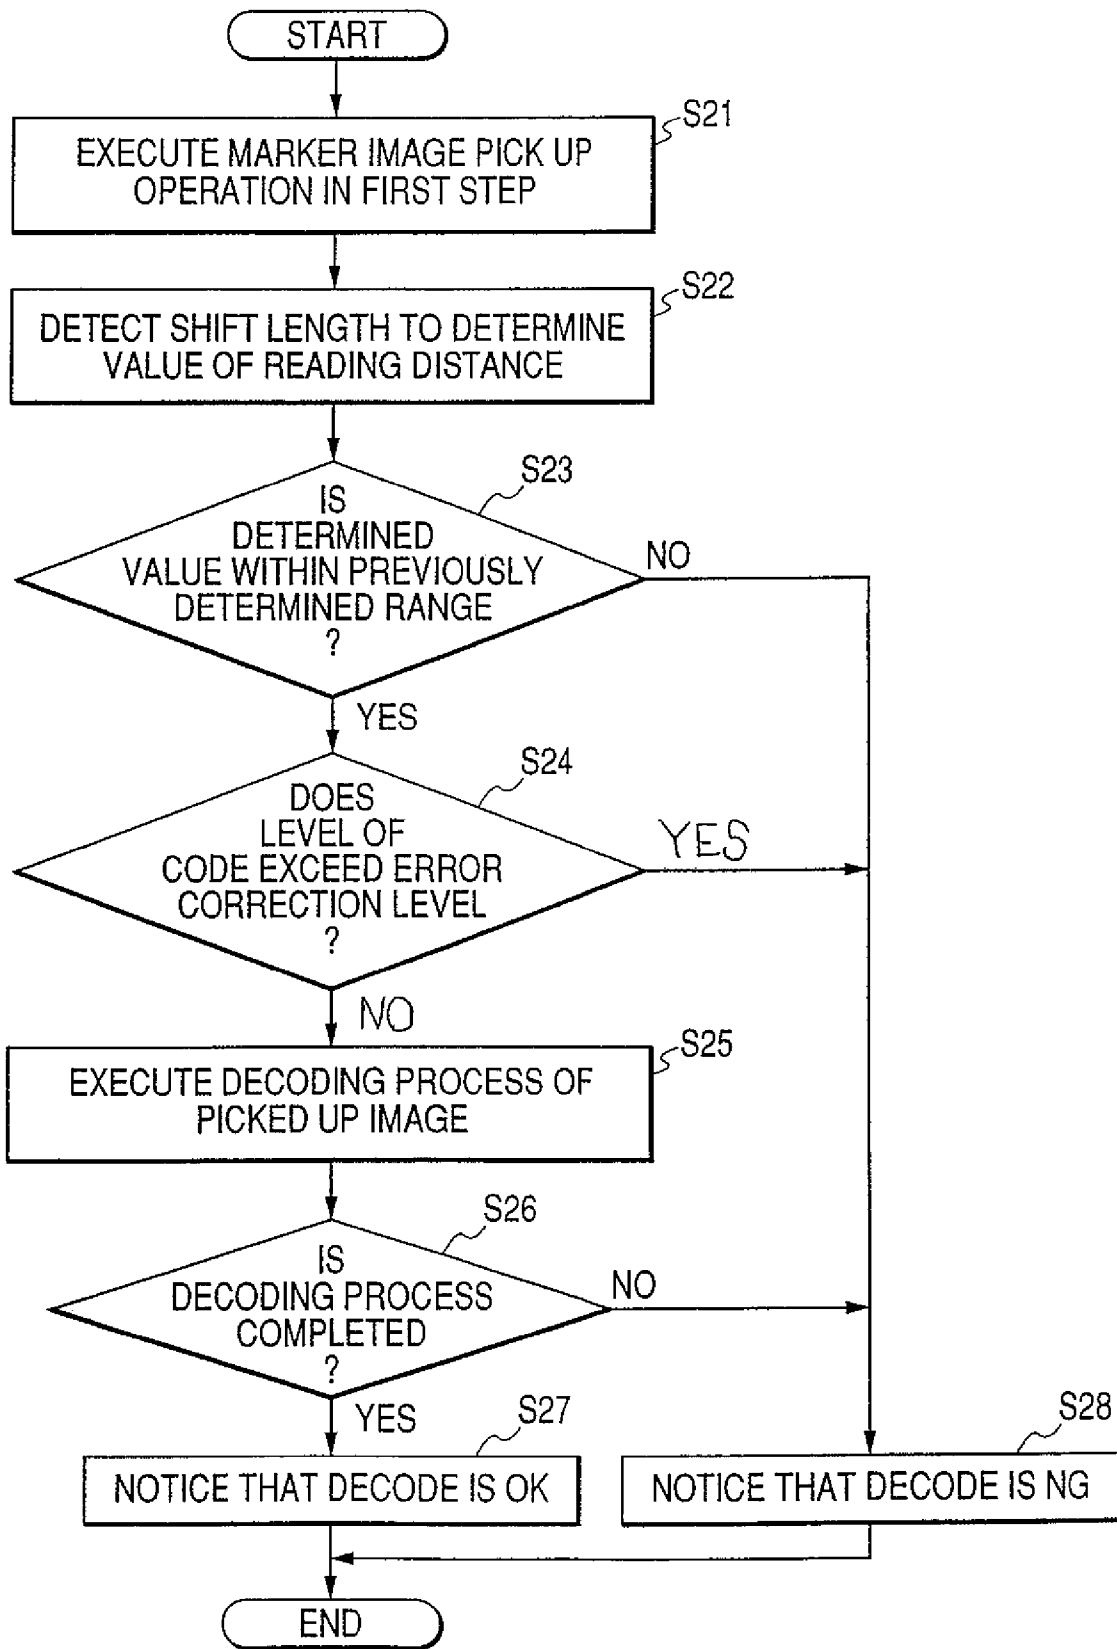 START
S21
EXECUTE MARKER IMAGE PICK UP
OPERATION IN FIRST STEP
S22
DETECT SHIFT LENGTH TO DETERMINE
VALUE OF READING DISTANCE
S23
IS
DETERMINED
VALUE WITHIN PREVIOUSLY
DETERMINED RANGE
?
NO
YES
S24
DOES
LEVEL OF
CODE EXCEED ERROR
CORRECTION LEVEL
?
YES
NO
S25
EXECUTE DECODING PROCESS OF
PICKED UP IMAGE
S26
IS
DECODING PROCESS
COMPLETED
?
NO
YES
S27
NOTICE THAT DECODE IS OK
S28
NOTICE THAT DECODE IS NG
END